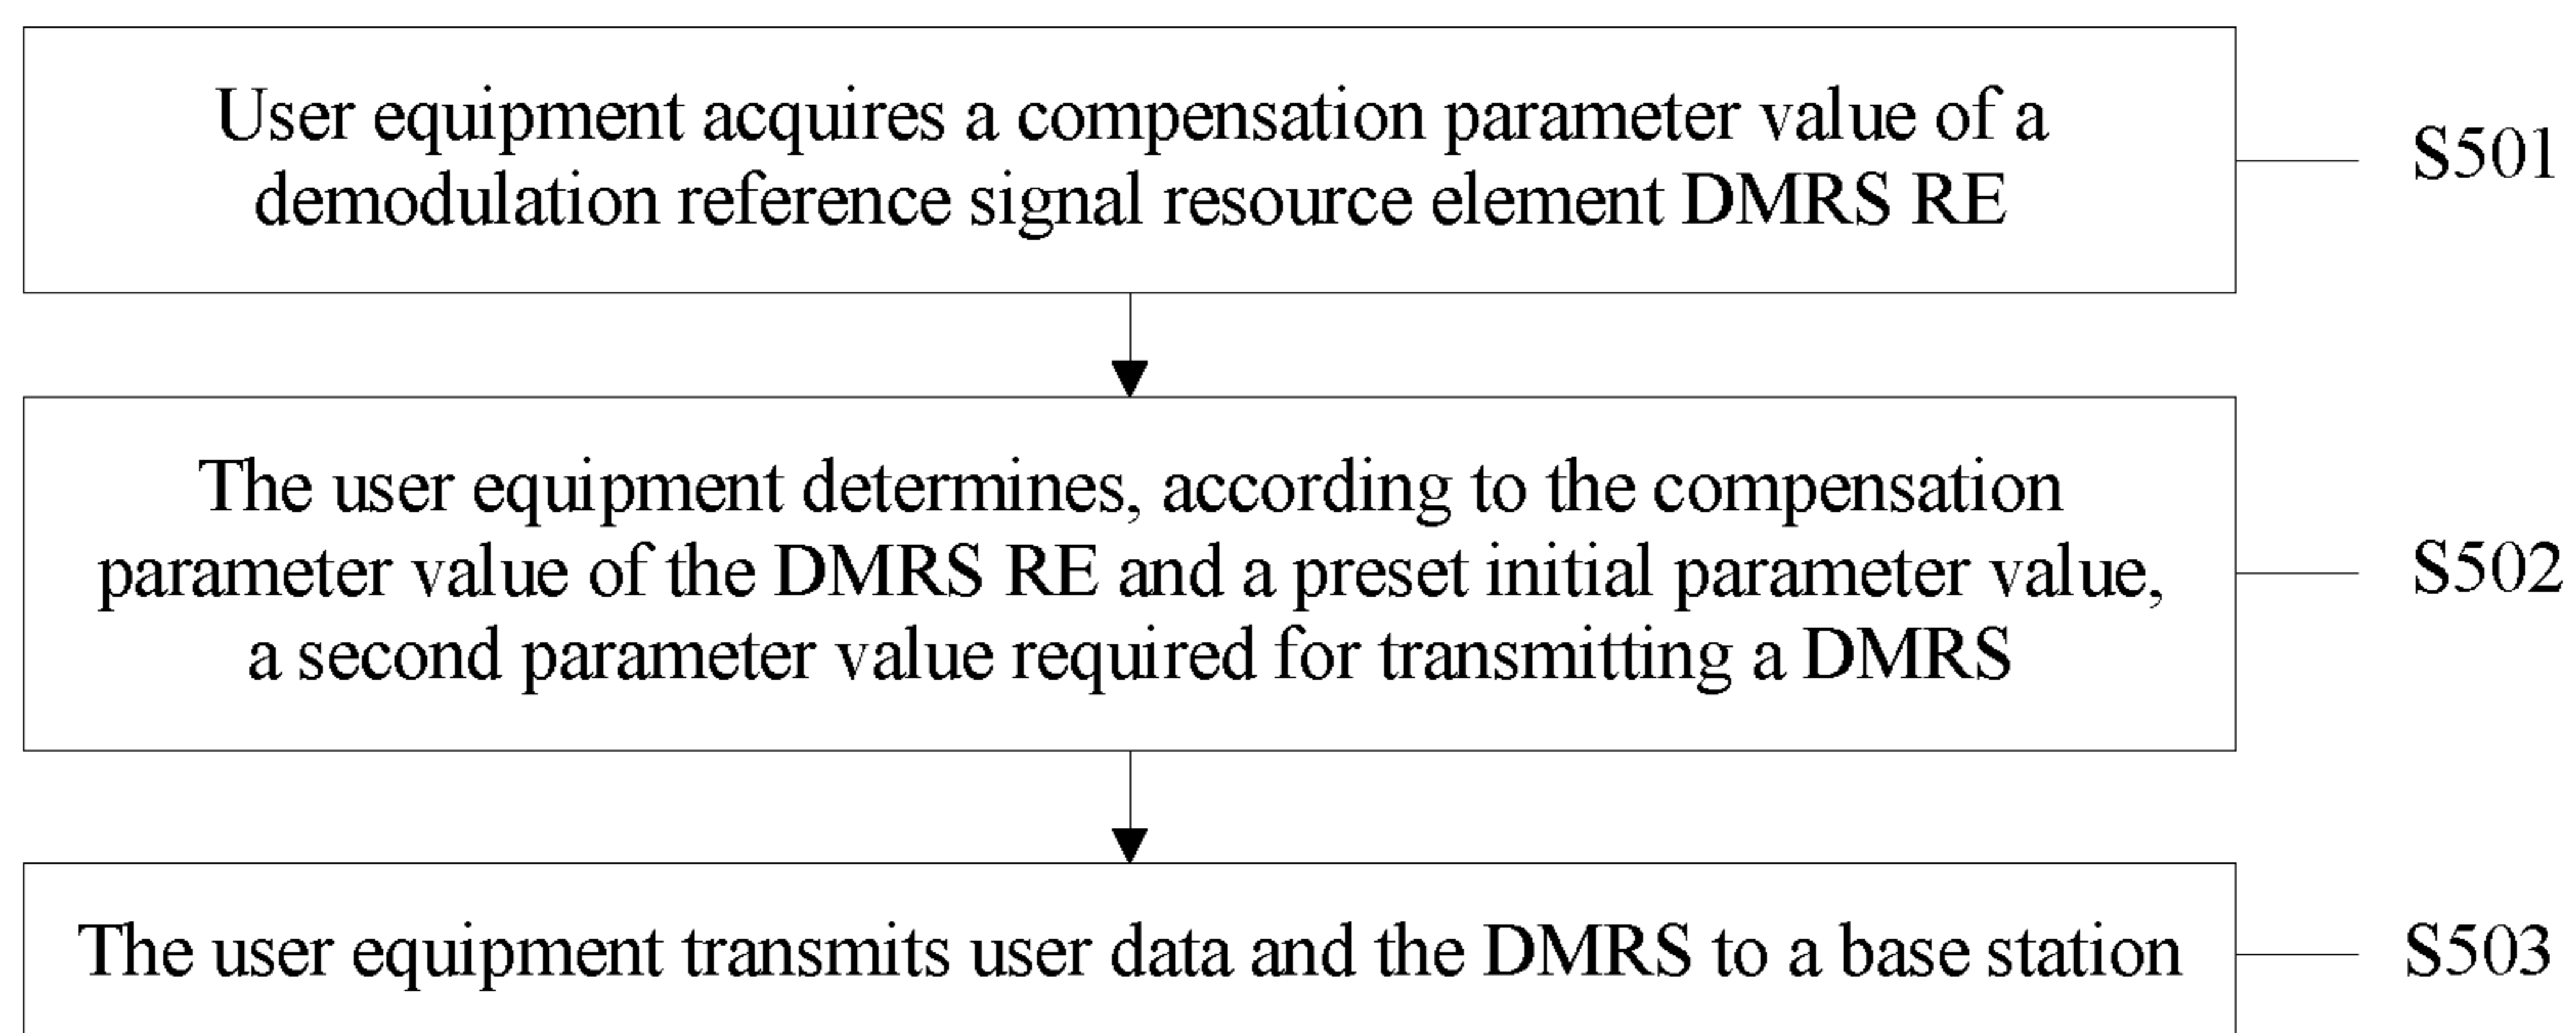 User equipment acquires a compensation parameter value of a
demodulation reference signal resource element DMRS RE
S501
The user equipment determines, according to the compensation
parameter value of the DMRS RE and a preset initial parameter value,
a second parameter value required for transmitting a DMRS
S502
The user equipment transmits user data and the DMRS to a base station
S503